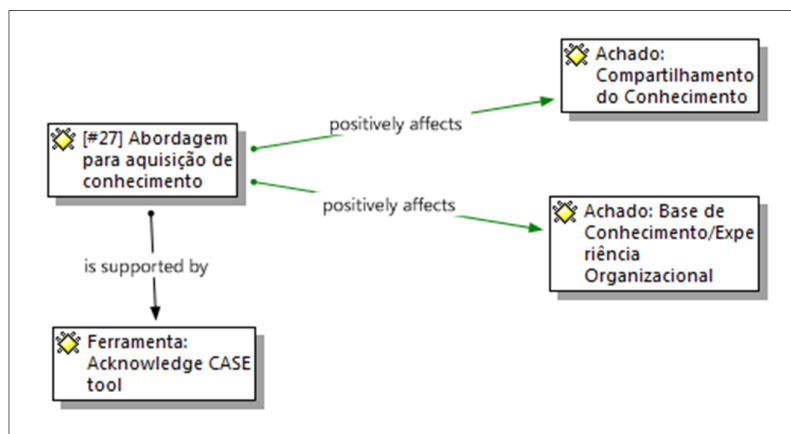 Achado:
Compartilhamento
do Conhecimento
positively affects
[#27] Abordagem
para aquisição de
conhecimento
positively affects
Achado: Base de
Conhecimento/Expe
riência
Organizacional
is supported by
Ferramenta:
Acknowledge CASE
tool